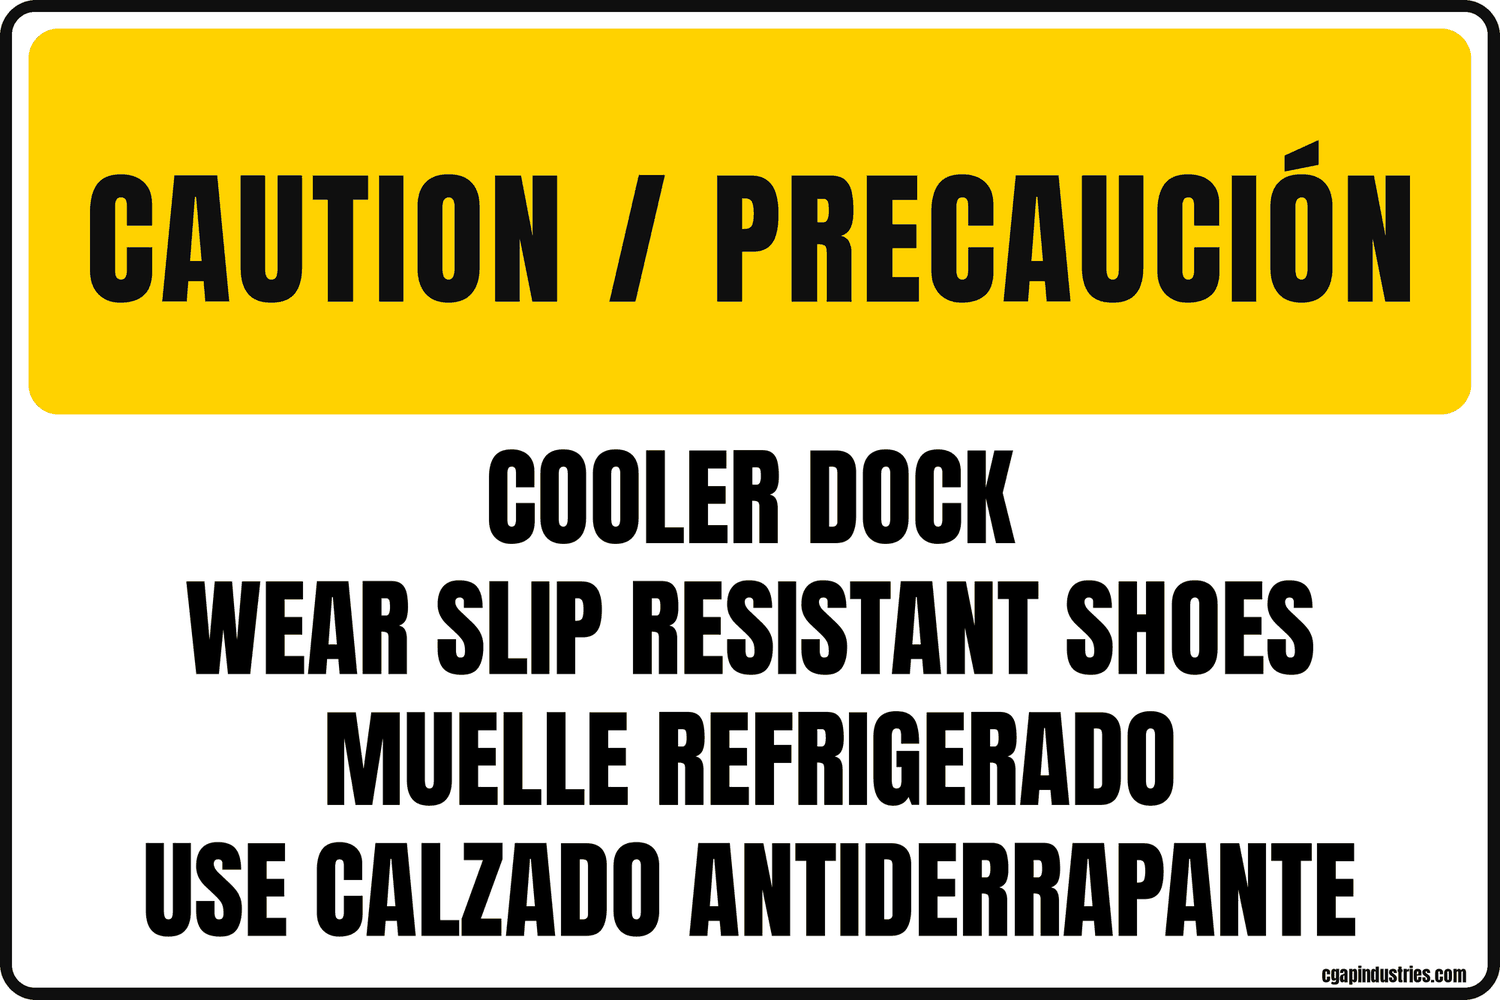 CAUTION / PRECAUCIÓN
COOLER DOCK
WEAR SLIP RESISTANT SHOES
MUELLE REFRIGERADO
USE CALZADO ANTIDERRAPANTE
cgapindustries.com